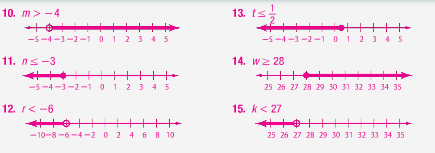 10. m > −4
−5 −4 −3 −2 −1 0 1 2 3 4 5
11. n ≤ −3
−5 −4 −3 −2 −1 0 1 2 3 4 5
12. r < −6
−10 −8 −6 −4 −2 0 2 4 6 8 10
13. t ≤ 1/2
−5 −4 −3 −2 −1 0 1 2 3 4 5
14. w ≥ 28
25 26 27 28 29 30 31 32 33 34 35
15. k < 27
25 26 27 28 29 30 31 32 33 34 35